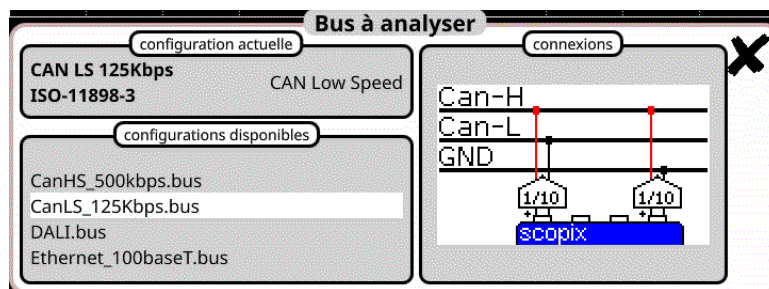 Bus à analyser
configuration actuelle
CAN LS 125Kbps
ISO-11898-3
CAN Low Speed
configurations disponibles
CanHS_500kbps.bus
CanLS_125Kbps.bus
DALI.bus
Ethernet_100baseT.bus
connexions
Can-H
Can-L
GND
1/10
1/10
scopix